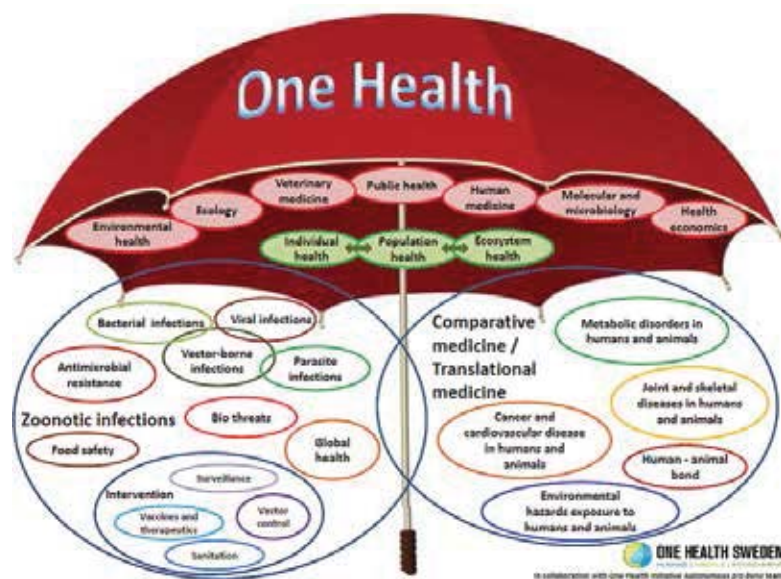 One Health
Veterinary
medicine
Public health
Human
medicine
Ecology
Molecular and
microbiology
Environmental
health
Health
economics
Individual
health
Population
health
Ecosystem
health
Bacterial infections
Viral infections
Vector-borne
infections
Parasite
infections
Antimicrobial
resistance
Zoonotic infections
Bio threats
Food safety
Global
health
Intervention
Surveillance
Vaccines and
therapeutics
Vector
control
Sanitation
Comparative
medicine /
Translational
medicine
Metabolic disorders in
humans and animals
Joint and skeletal
diseases in humans
and animals
Cancer and
cardiovascular disease
in humans and
animals
Human - animal
bond
Environmental
hazards exposure to
humans and animals
ONE HEALTH SWEDEN